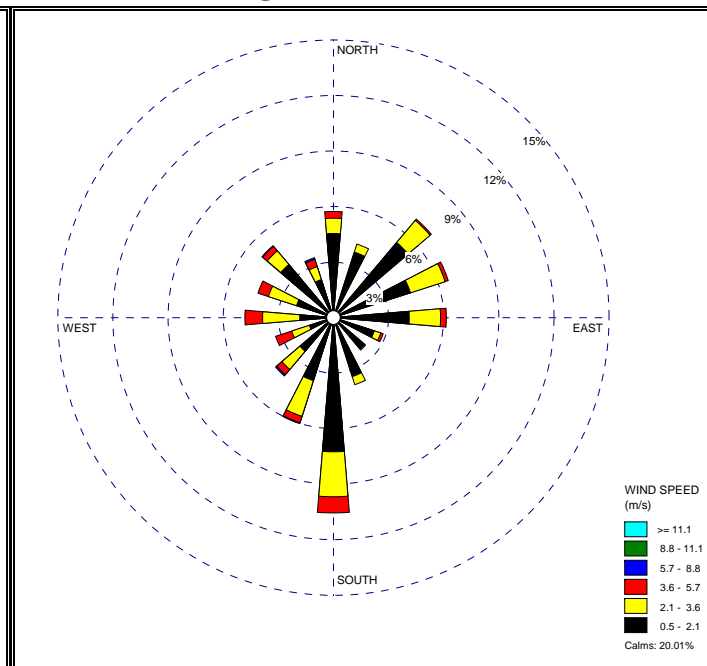 NORTH
15%
12%
9%
6%
3%
WEST
EAST
SOUTH
WIND SPEED
(m/s)
>= 11.1
8.8 - 11.1
5.7 - 8.8
3.6 - 5.7
2.1 - 3.6
0.5 - 2.1
Calms: 20.01%